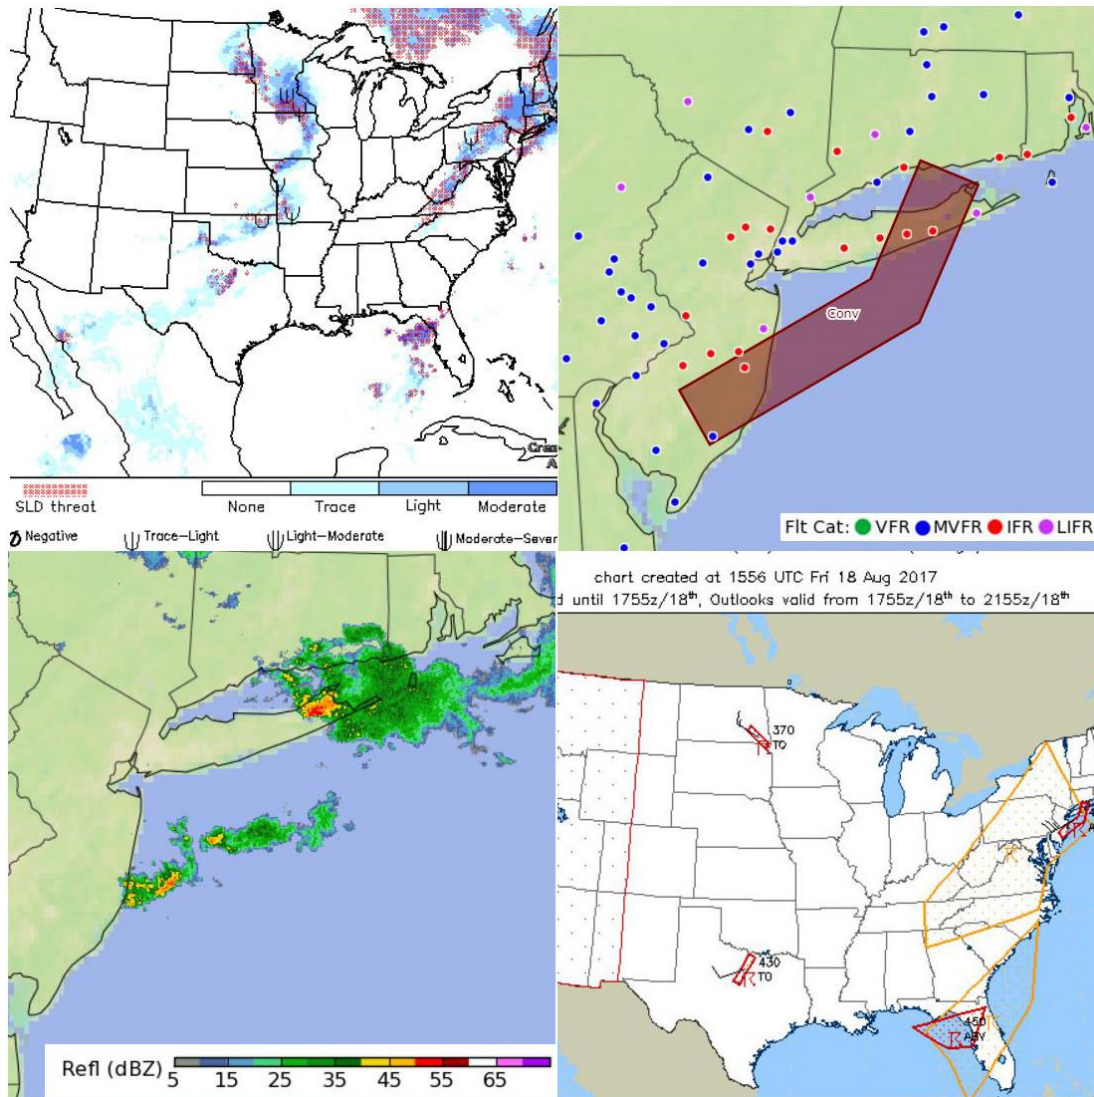 Conv
Crea
A
SLD threat
None
Trace
Light
Moderate
Negative
Trace-Light
Light-Moderate
Moderate-Sever
Flt Cat:
VFR
MVFR
IFR
LIFR
Refl (dBZ)
5
15
25
35
45
55
65
chart created at 1556 UTC Fri 18 Aug 2017
d until 1755z/18th, Outlooks valid from 1755z/18th to 2155z/18th
370
TO
430
TO
450
ABV
A